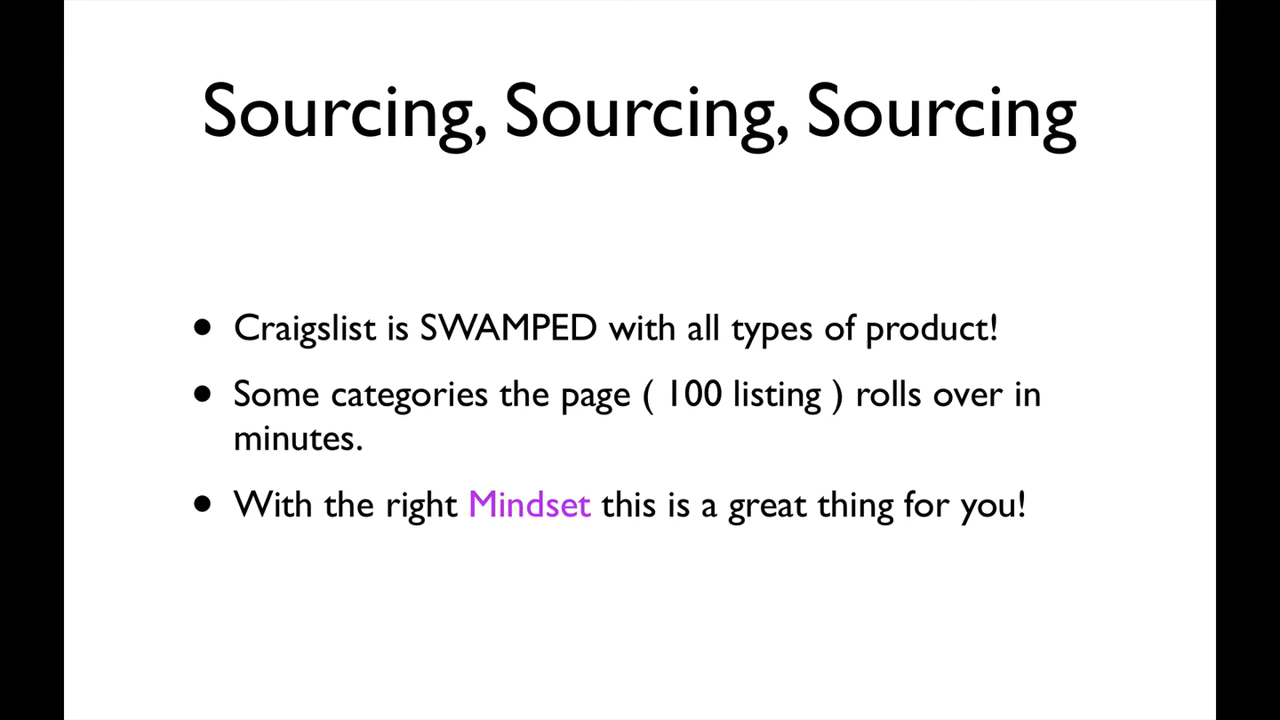 Sourcing, Sourcing, Sourcing
• Craigslist is SWAMPED with all types of product!
• Some categories the page ( 100 listing ) rolls over in
minutes.
• With the right Mindset this is a great thing for you!